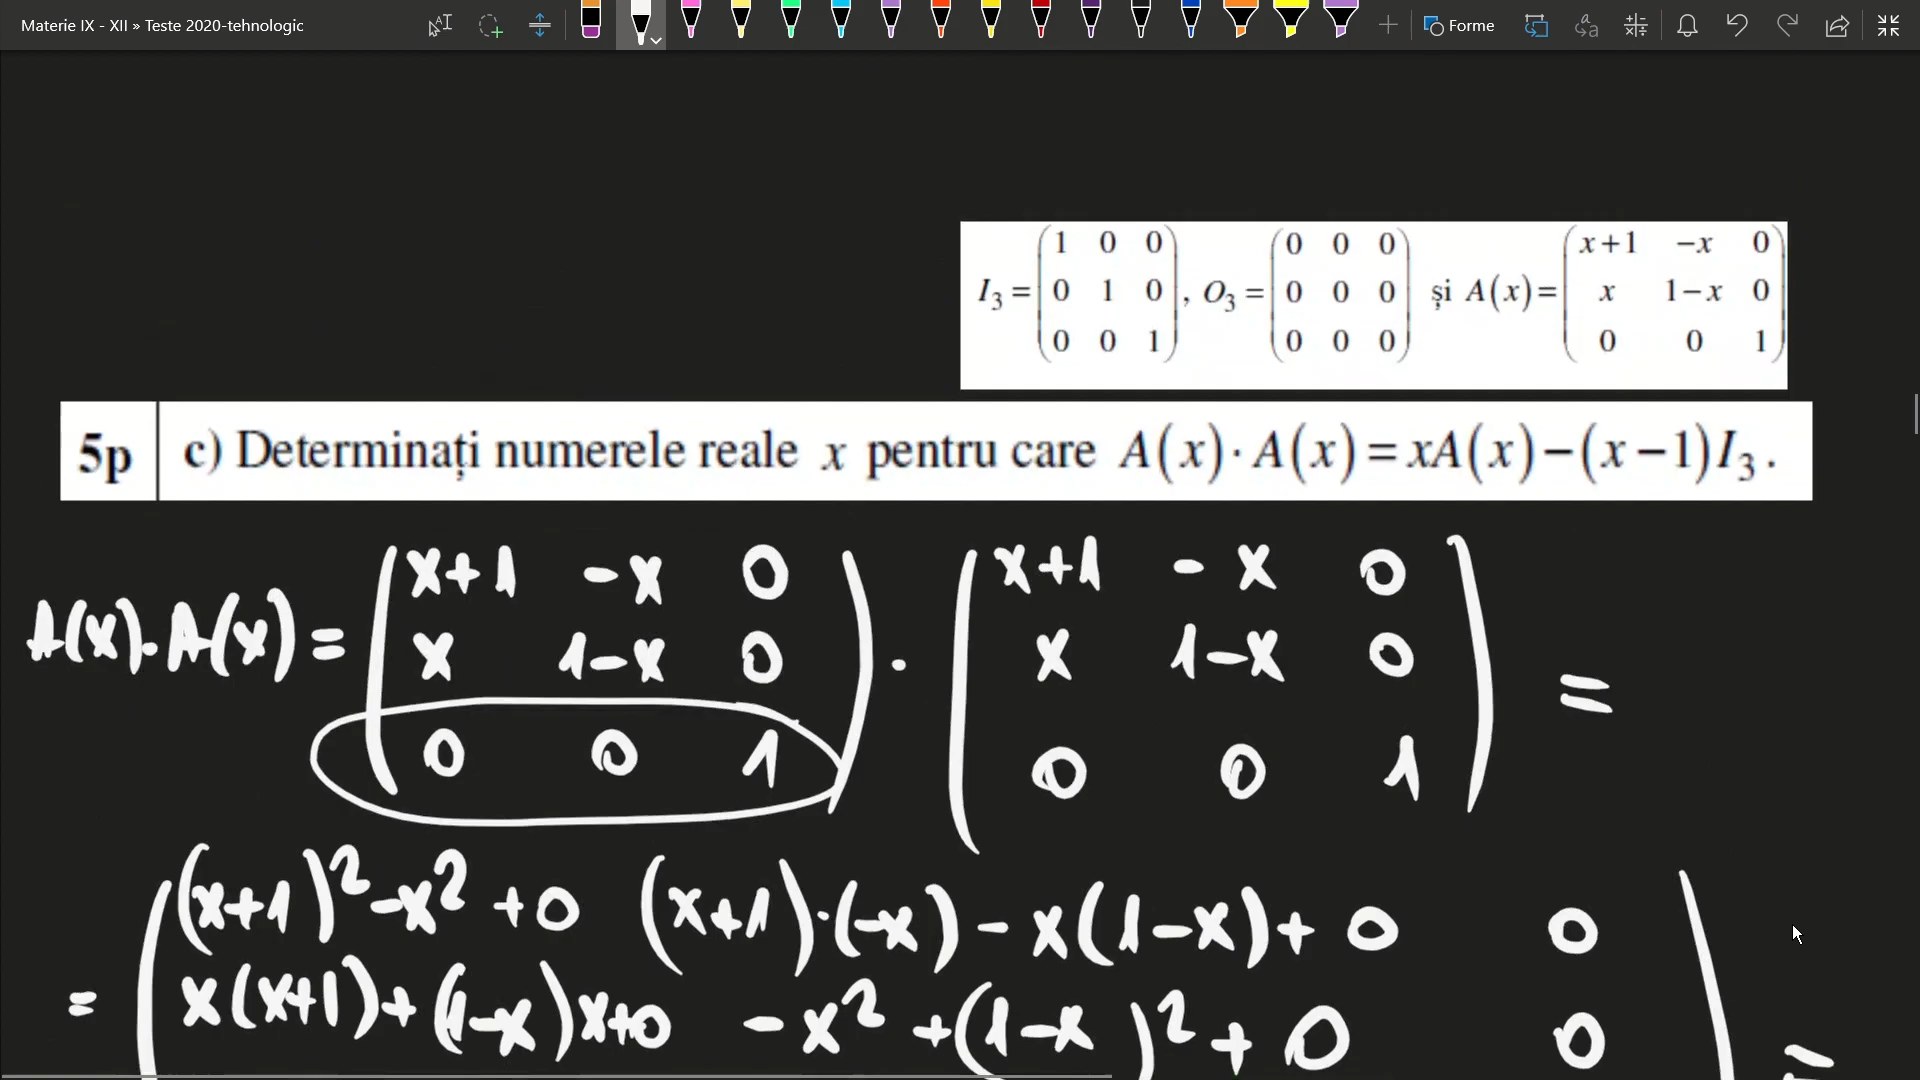 Materie IX - XII » Teste 2020-tehnologic
Forme
I₃ = (1 0 0
0 1 0
0 0 1), O₃ = (0 0 0
0 0 0
0 0 0) și A(x) = (x+1 −x 0
x 1−x 0
0 0 1)
5p c) Determinați numerele reale x pentru care A(x)·A(x) = xA(x)−(x−1)I₃.
A(x)·A(x) = (x+1 -x 0
x 1-x 0
0 0 1) · (x+1 -x 0
x 1-x 0
0 0 1) =
= ((x+1)²-x²+0 (x+1)·(-x)-x(1-x)+0 0
x(x+1)+(1-x)x+0 -x²+(1-x)²+0 0
=